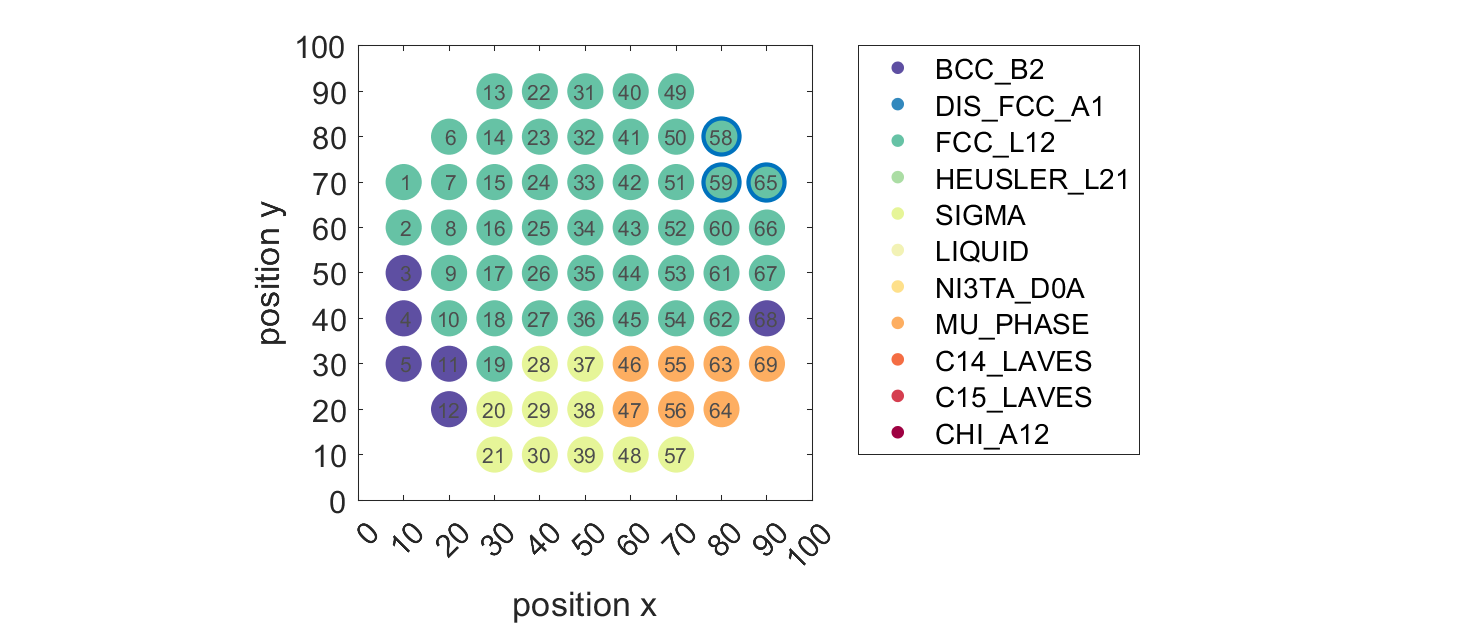 100
90 13 22 31 40 49
80 6 14 23 32 41 50 58
70 1 7 15 24 33 42 51 59 65
60 2 8 16 25 34 43 52 60 66
50 3 9 17 26 35 44 53 61 67
40 4 10 18 27 36 45 54 62 68
30 5 11 19 28 37 46 55 63 69
20 12 20 29 38 47 56 64
10 21 30 39 48 57
0
position y
0 10 20 30 40 50 60 70 80 90 100
position x
BCC_B2
DIS_FCC_A1
FCC_L12
HEUSLER_L21
SIGMA
LIQUID
NI3TA_D0A
MU_PHASE
C14_LAVES
C15_LAVES
CHI_A12